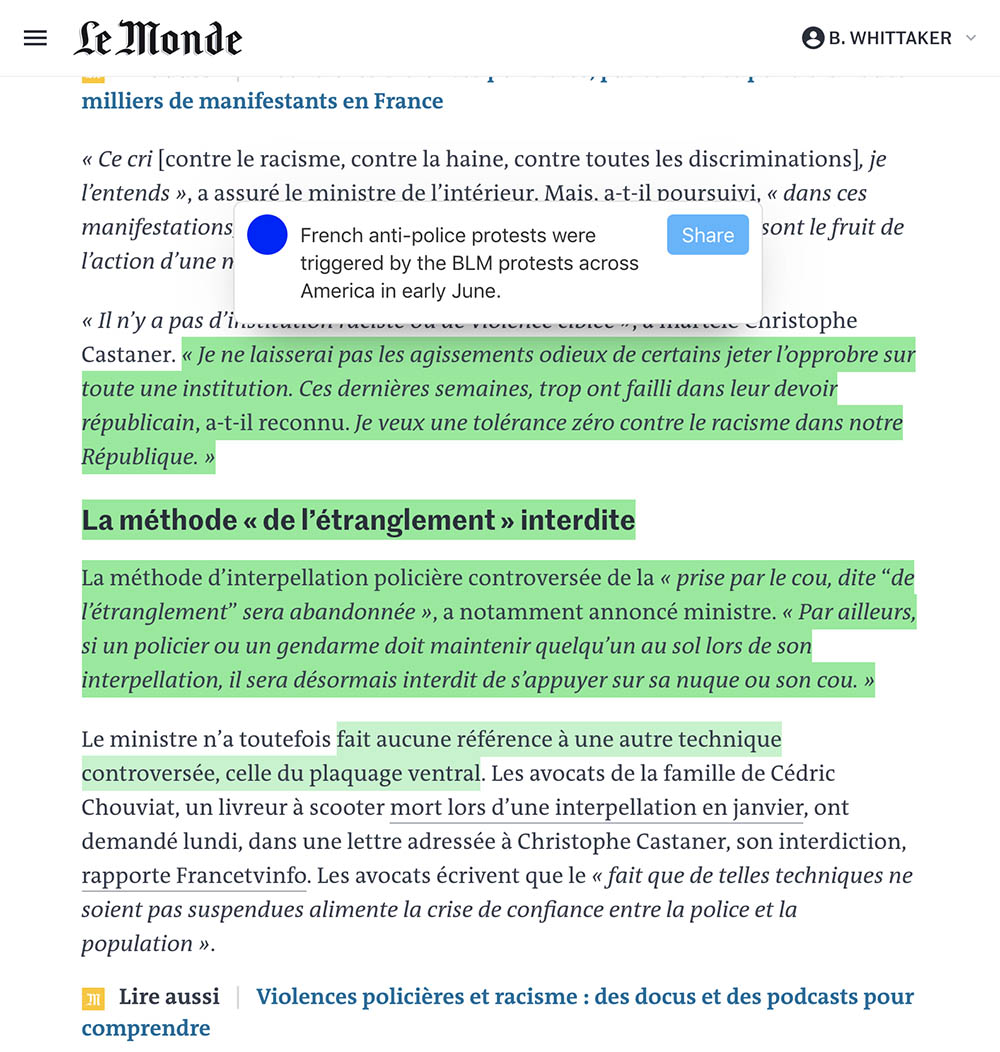 Le Monde
B. WHITTAKER
milliers de manifestants en France
« Ce cri [contre le racisme, contre la haine, contre toutes les discriminations], je
l’entends », a assuré le ministre de l’intérieur. Mais, a-t-il poursuivi, « dans ces
manifestations, sont le fruit de
l’action d’une
French anti-police protests were
triggered by the BLM protests across
America in early June.
Share
« Il n’y a pas d’institution raciste ou de violence ciblée », a martelé Christophe
Castaner. « Je ne laisserai pas les agissements odieux de certains jeter l’opprobre sur
toute une institution. Ces dernières semaines, trop ont failli dans leur devoir
républicain, a-t-il reconnu. Je veux une tolérance zéro contre le racisme dans notre
République. »
La méthode « de l’étranglement » interdite
La méthode d’interpellation policière controversée de la « prise par le cou, dite “de
l’étranglement” sera abandonnée », a notamment annoncé ministre. « Par ailleurs,
si un policier ou un gendarme doit maintenir quelqu’un au sol lors de son
interpellation, il sera désormais interdit de s’appuyer sur sa nuque ou son cou. »
Le ministre n’a toutefois fait aucune référence à une autre technique
controversée, celle du plaquage ventral. Les avocats de la famille de Cédric
Chouviat, un livreur à scooter mort lors d’une interpellation en janvier, ont
demandé lundi, dans une lettre adressée à Christophe Castaner, son interdiction,
rapporte Francetvinfo. Les avocats écrivent que le « fait que de telles techniques ne
soient pas suspendues alimente la crise de confiance entre la police et la
population ».
Lire aussi | Violences policières et racisme : des docus et des podcasts pour
comprendre